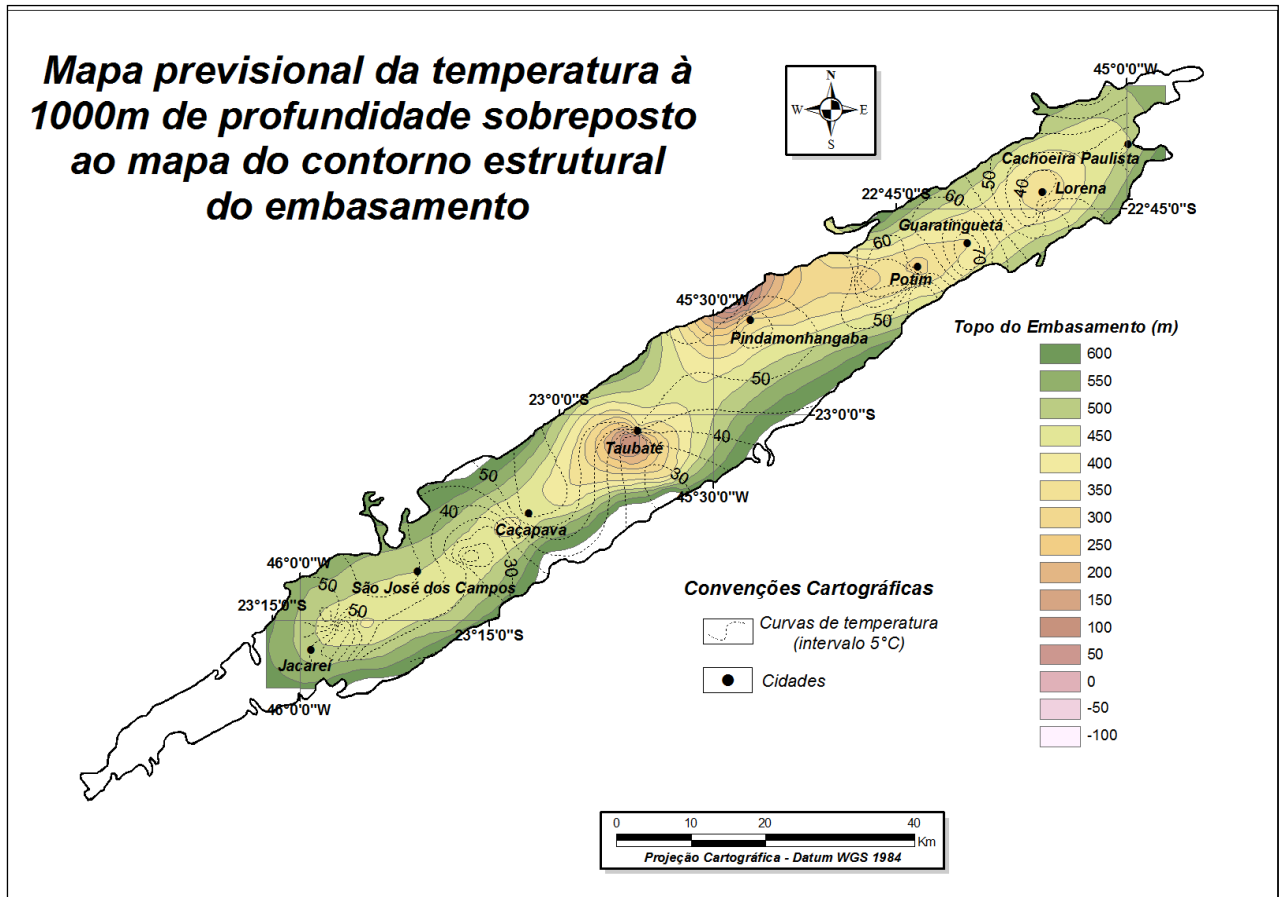 Mapa previsional da temperatura à
1000m de profundidade sobreposto
ao mapa do contorno estrutural
do embasamento
N
W
E
S
45°0'0"W
Cachoeira Paulista
50
40
Lorena
22°45'0"S
60
22°45'0"S
Guaratinguetá
60
70
Potim
45°30'0"W
50
Pindamonhangaba
50
23°0'0"S
23°0'0"S
40
Taubaté
30
45°30'0"W
50
40
Caçapava
30
46°0'0"W
50
São José dos Campos
23°15'0"S
50
23°15'0"S
Jacareí
46°0'0"W
Topo do Embasamento (m)
600
550
500
450
400
350
300
250
200
150
100
50
0
-50
-100
Convenções Cartográficas
Curvas de temperatura
(intervalo 5°C)
Cidades
0 10 20 40
Km
Projeção Cartográfica - Datum WGS 1984